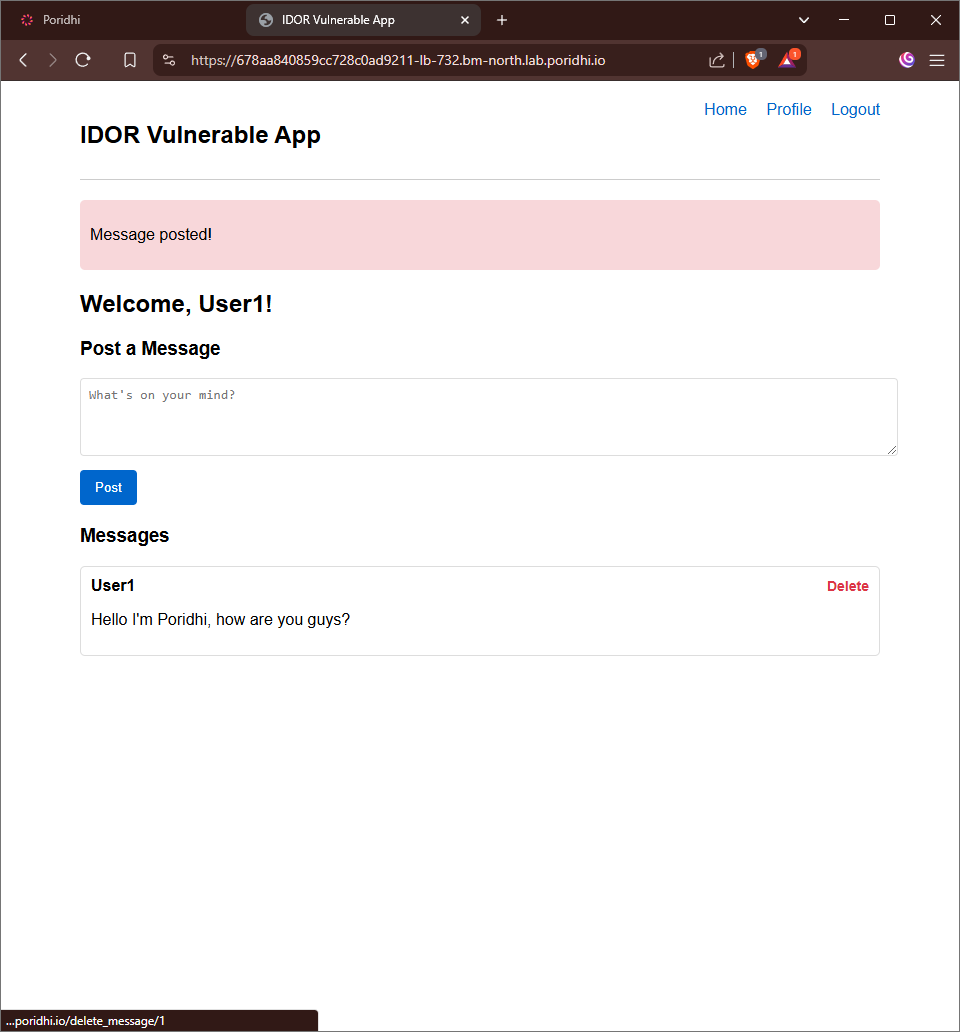 Poridhi
IDOR Vulnerable App
https://678aa840859cc728c0ad9211-lb-732.bm-north.lab.poridhi.io
1
1
Home Profile Logout
IDOR Vulnerable App
Message posted!
Welcome, User1!
Post a Message
What's on your mind?
Post
Messages
User1 Delete
Hello I'm Poridhi, how are you guys?
...poridhi.io/delete_message/1